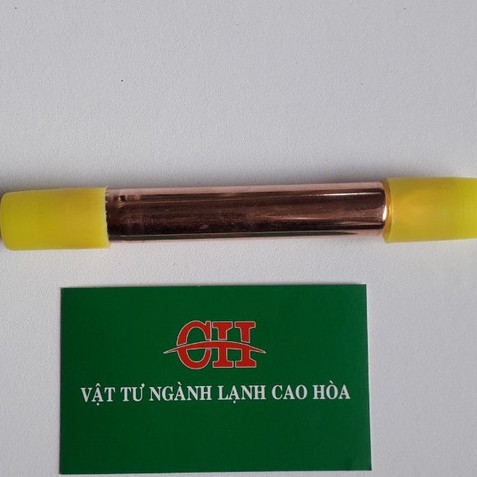 CH
VẬT TƯ NGÀNH LẠNH CAO HÒA